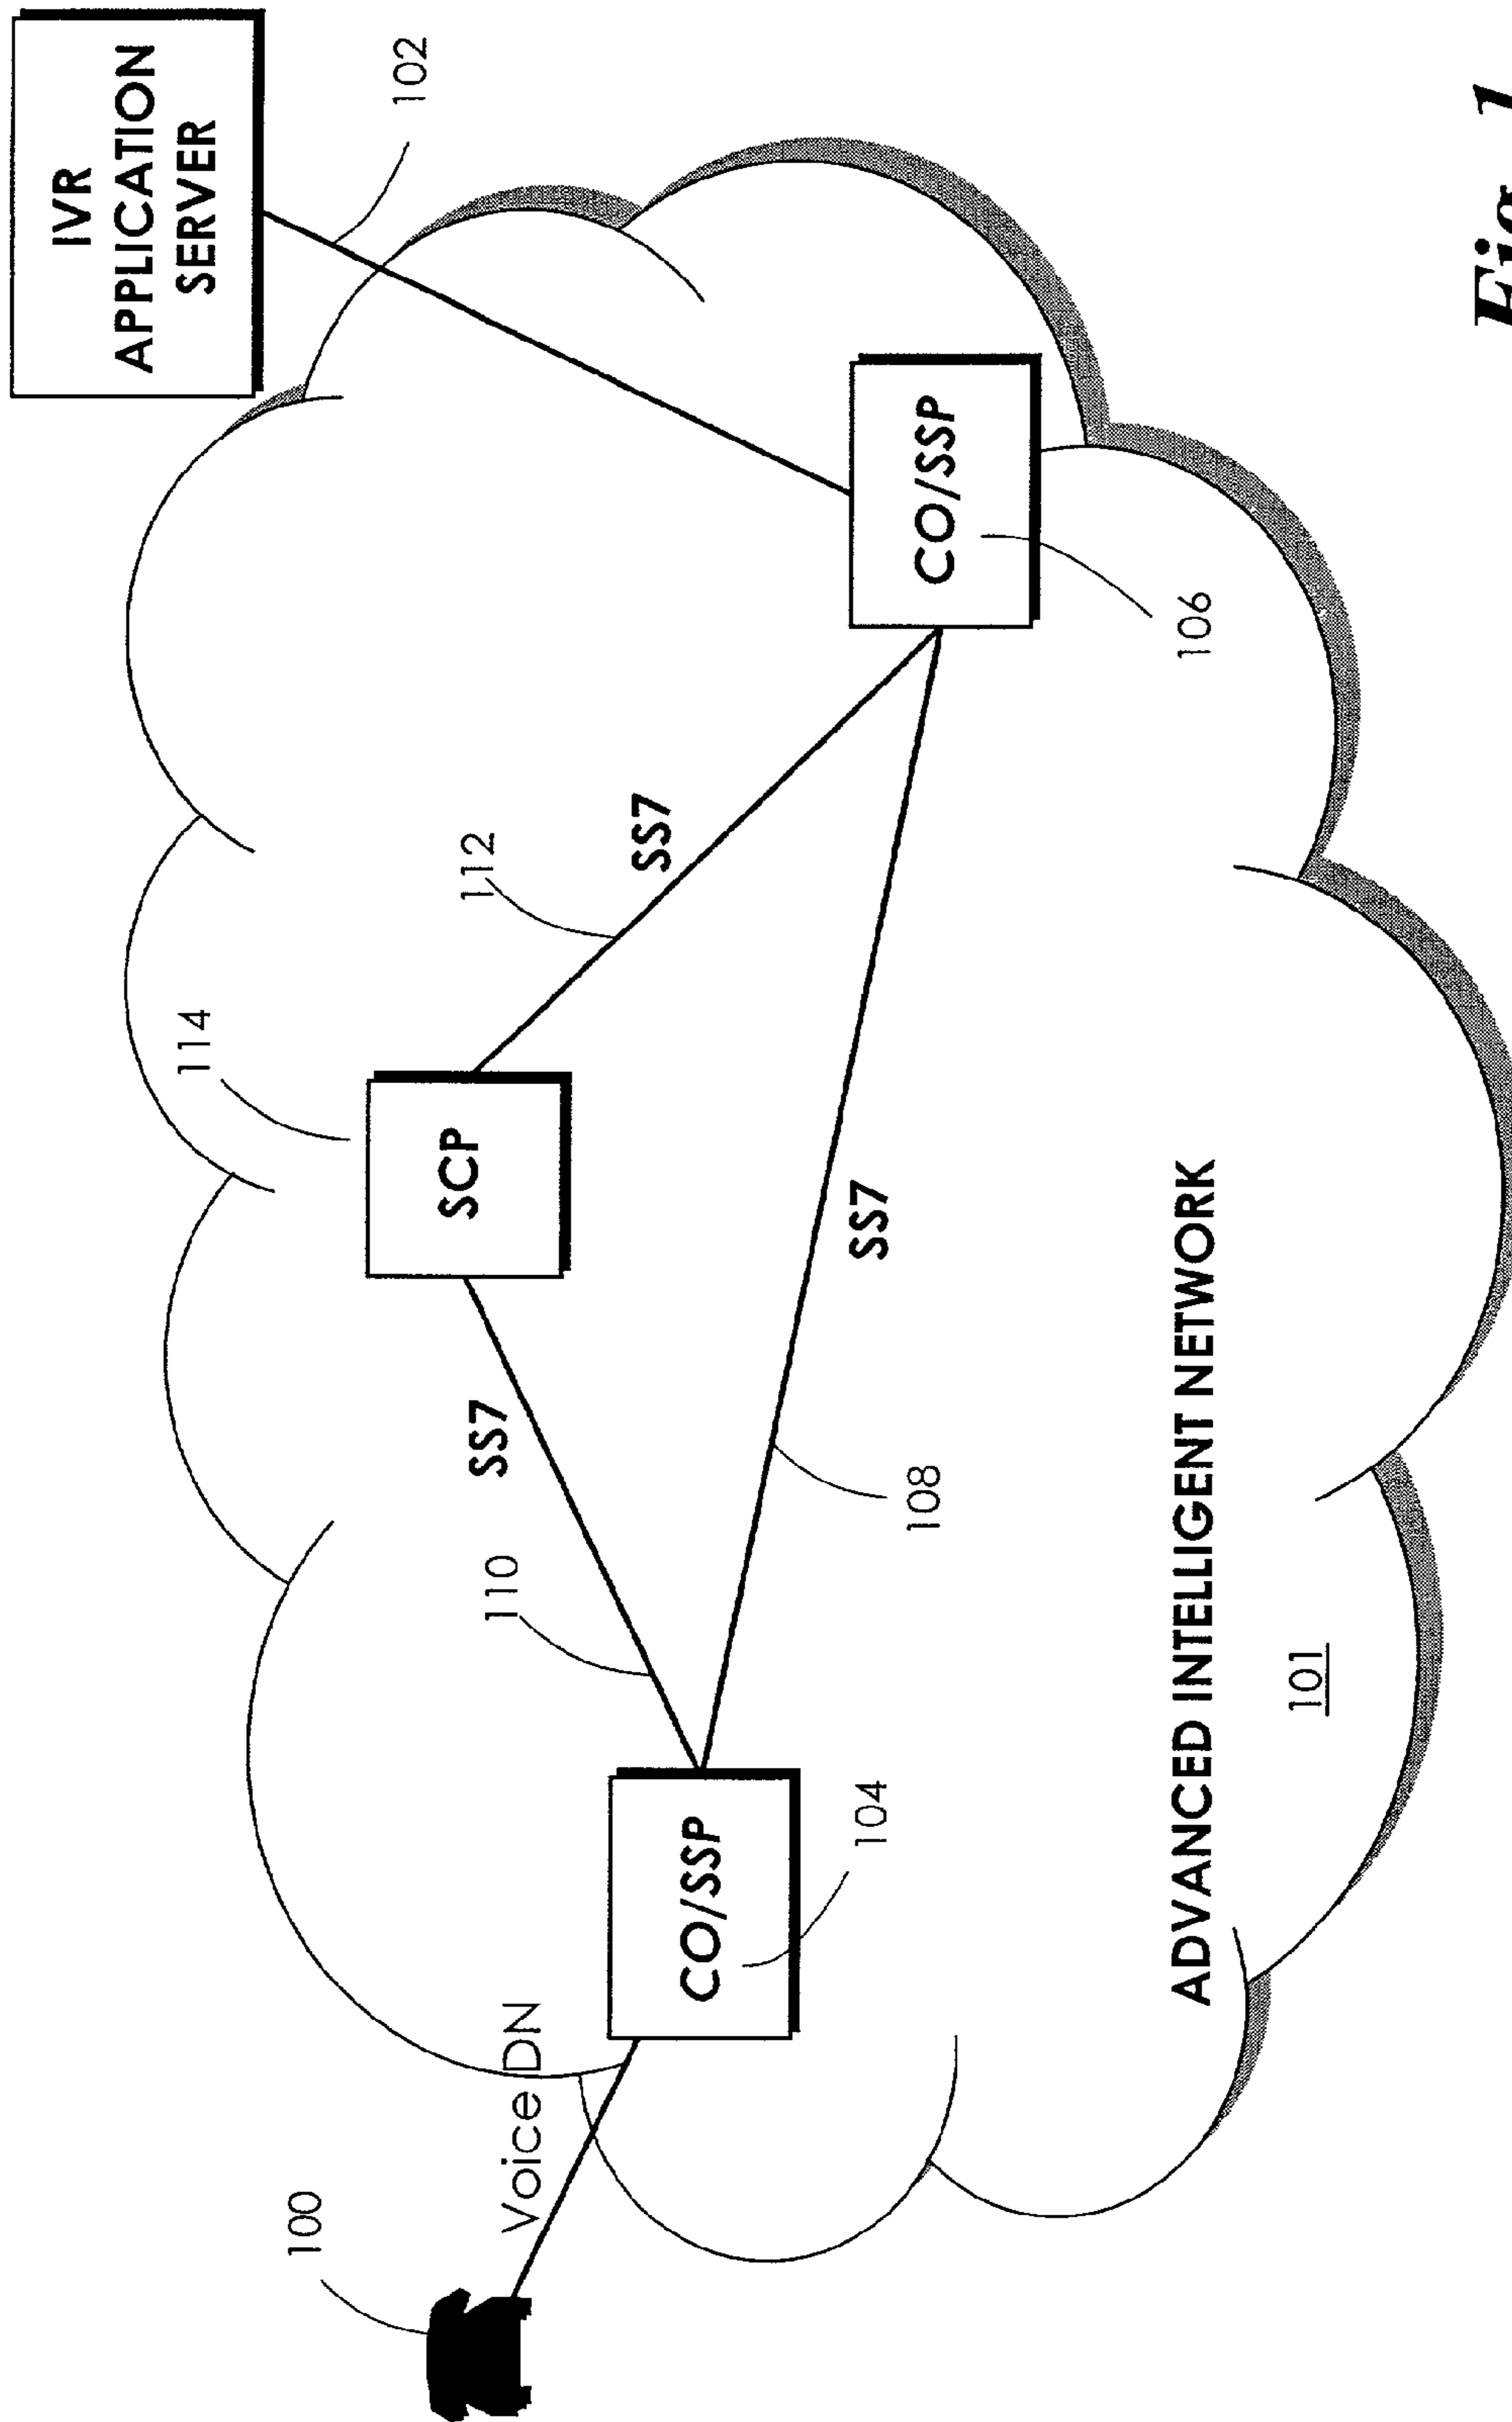 IVR
APPLICATION
SERVER
102
114
112
SS7
SCP
SS7
110
100
Voice DN
CO/SSP
106
SS7
108
CO/SSP
104
ADVANCED INTELLIGENT NETWORK
101
Fig. 1